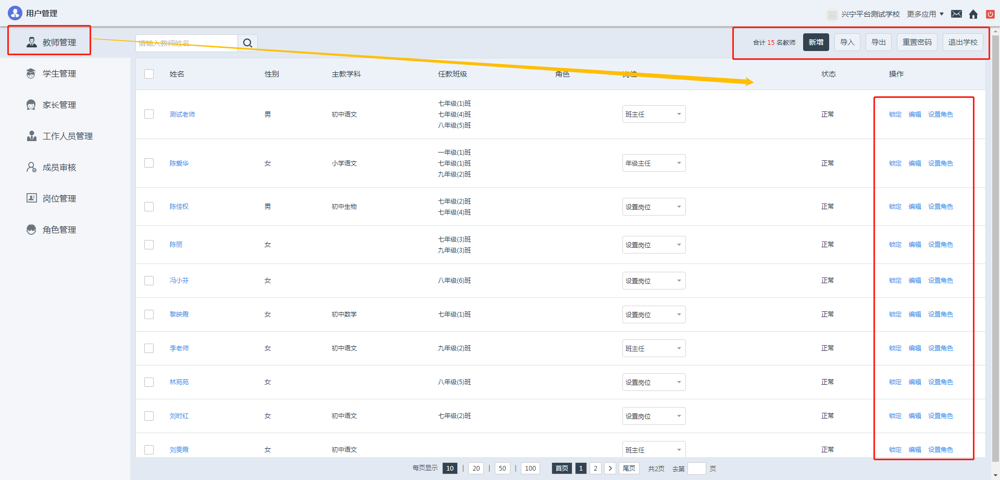 用户管理
兴宁平台测试学校 更多应用
教师管理
学生管理
家长管理
工作人员管理
成员审核
岗位管理
角色管理
请输入教师姓名
合计 15 名教师 新增 导入 导出 重置密码 退出学校
姓名 性别 主教学科 任教班级 角色 岗位 状态 操作
测试老师 男 初中语文 七年级(1)班 七年级(4)班 八年级(5)班 班主任 正常 锁定 编辑 设置角色
陈爱华 女 小学语文 一年级(1)班 七年级(1)班 九年级(2)班 年级主任 正常 锁定 编辑 设置角色
陈佳权 男 初中生物 七年级(2)班 七年级(4)班 设置岗位 正常 锁定 编辑 设置角色
陈丽 女 七年级(3)班 九年级(3)班 设置岗位 正常 锁定 编辑 设置角色
冯小芬 女 八年级(6)班 设置岗位 正常 锁定 编辑 设置角色
黎映霞 女 初中数学 七年级(1)班 设置岗位 正常 锁定 编辑 设置角色
李老师 女 初中语文 九年级(2)班 班主任 正常 锁定 编辑 设置角色
林苑苑 女 八年级(5)班 设置岗位 正常 锁定 编辑 设置角色
刘时红 女 初中语文 七年级(2)班 设置岗位 正常 锁定 编辑 设置角色
刘雯霞 女 初中语文 班主任 正常 锁定 编辑 设置角色
每页显示 10 | 20 | 50 | 100 首页 1 2 > 尾页 共2页 去第 页